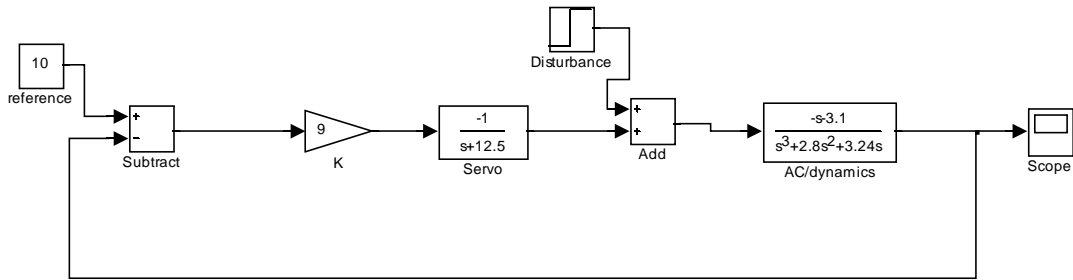 10
reference
+
−
Subtract
9
K
-1
s+12.5
Servo
Disturbance
+
+
Add
-s-3.1
s³+2.8s²+3.24s
AC/dynamics
Scope